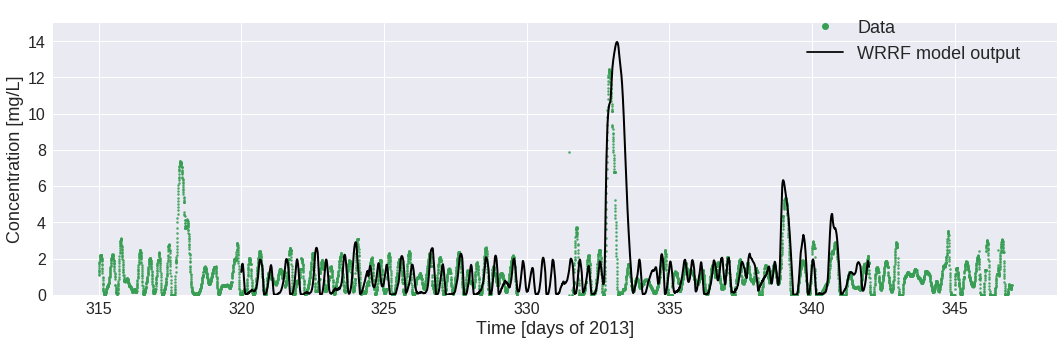 Data
WRRF model output
Concentration [mg/L]
14
12
10
8
6
4
2
0
315 320 325 330 335 340 345
Time [days of 2013]